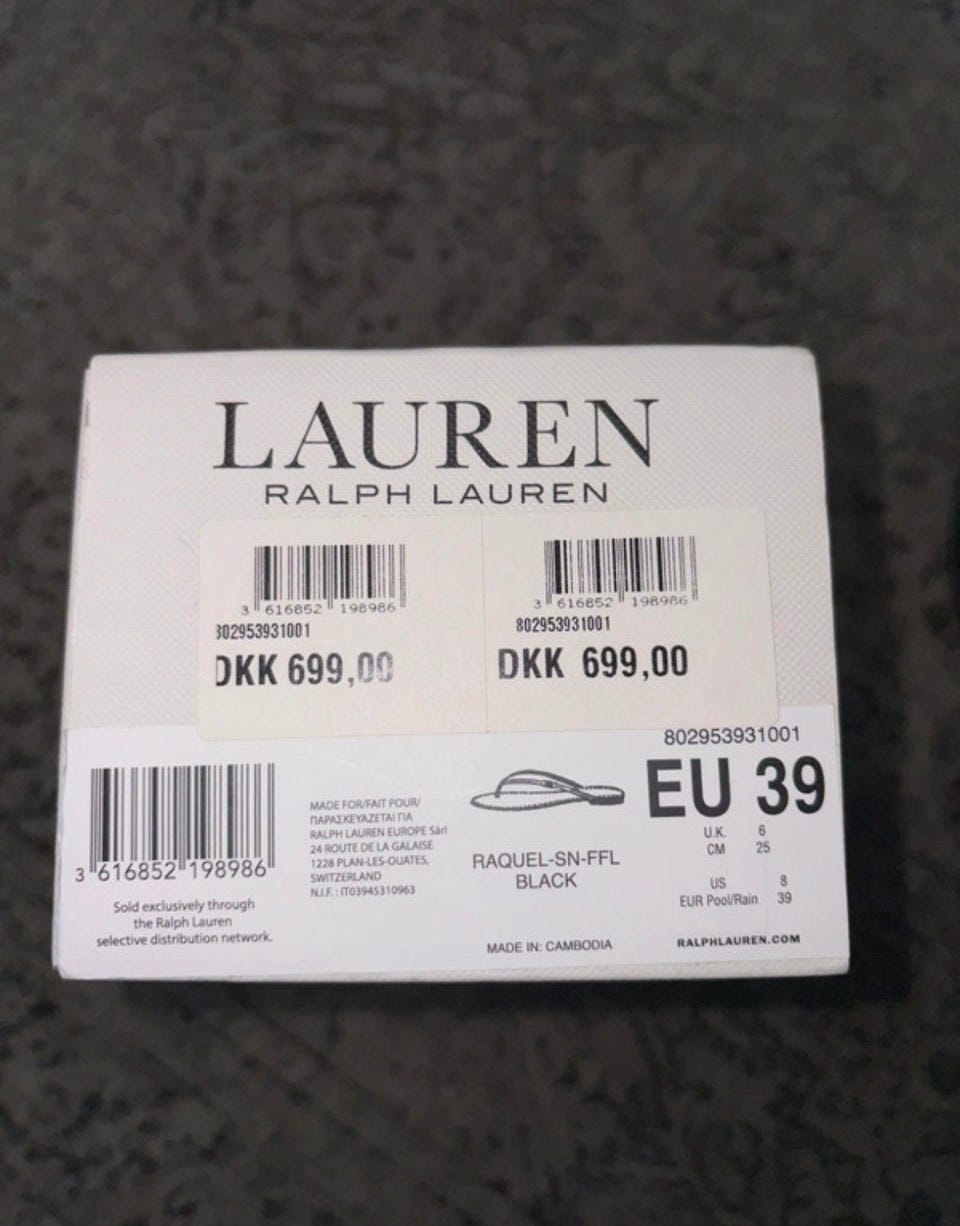 LAUREN
RALPH LAUREN
3 616852 198986
802953931001
DKK 699,00
3 616852 198986
802953931001
DKK 699,00
3 616852 198986
Sold exclusively through
the Ralph Lauren
selective distribution network.
MADE FOR/FAIT POUR/
ΠΑΡΑΣΚΕΥΑΖΕΤΑΙ ΓΙΑ
RALPH LAUREN EUROPE Sárl
24 ROUTE DE LA GALAISE
1228 PLAN-LES-OUATES,
SWITZERLAND
N.I.F. : IT03945310963
RAQUEL-SN-FFL
BLACK
MADE IN: CAMBODIA
802953931001
EU 39
U.K. 6
CM 25
US 8
EUR Pool/Rain 39
RALPHLAUREN.COM